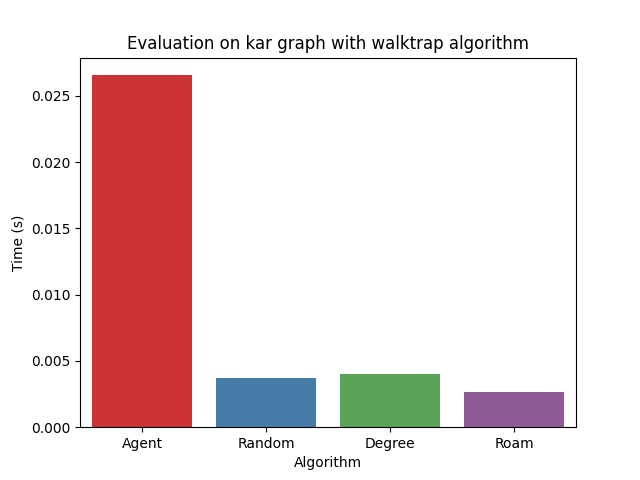 Evaluation on kar graph with walktrap algorithm
Time (s)
0.025
0.020
0.015
0.010
0.005
0.000
Agent Random Degree Roam
Algorithm